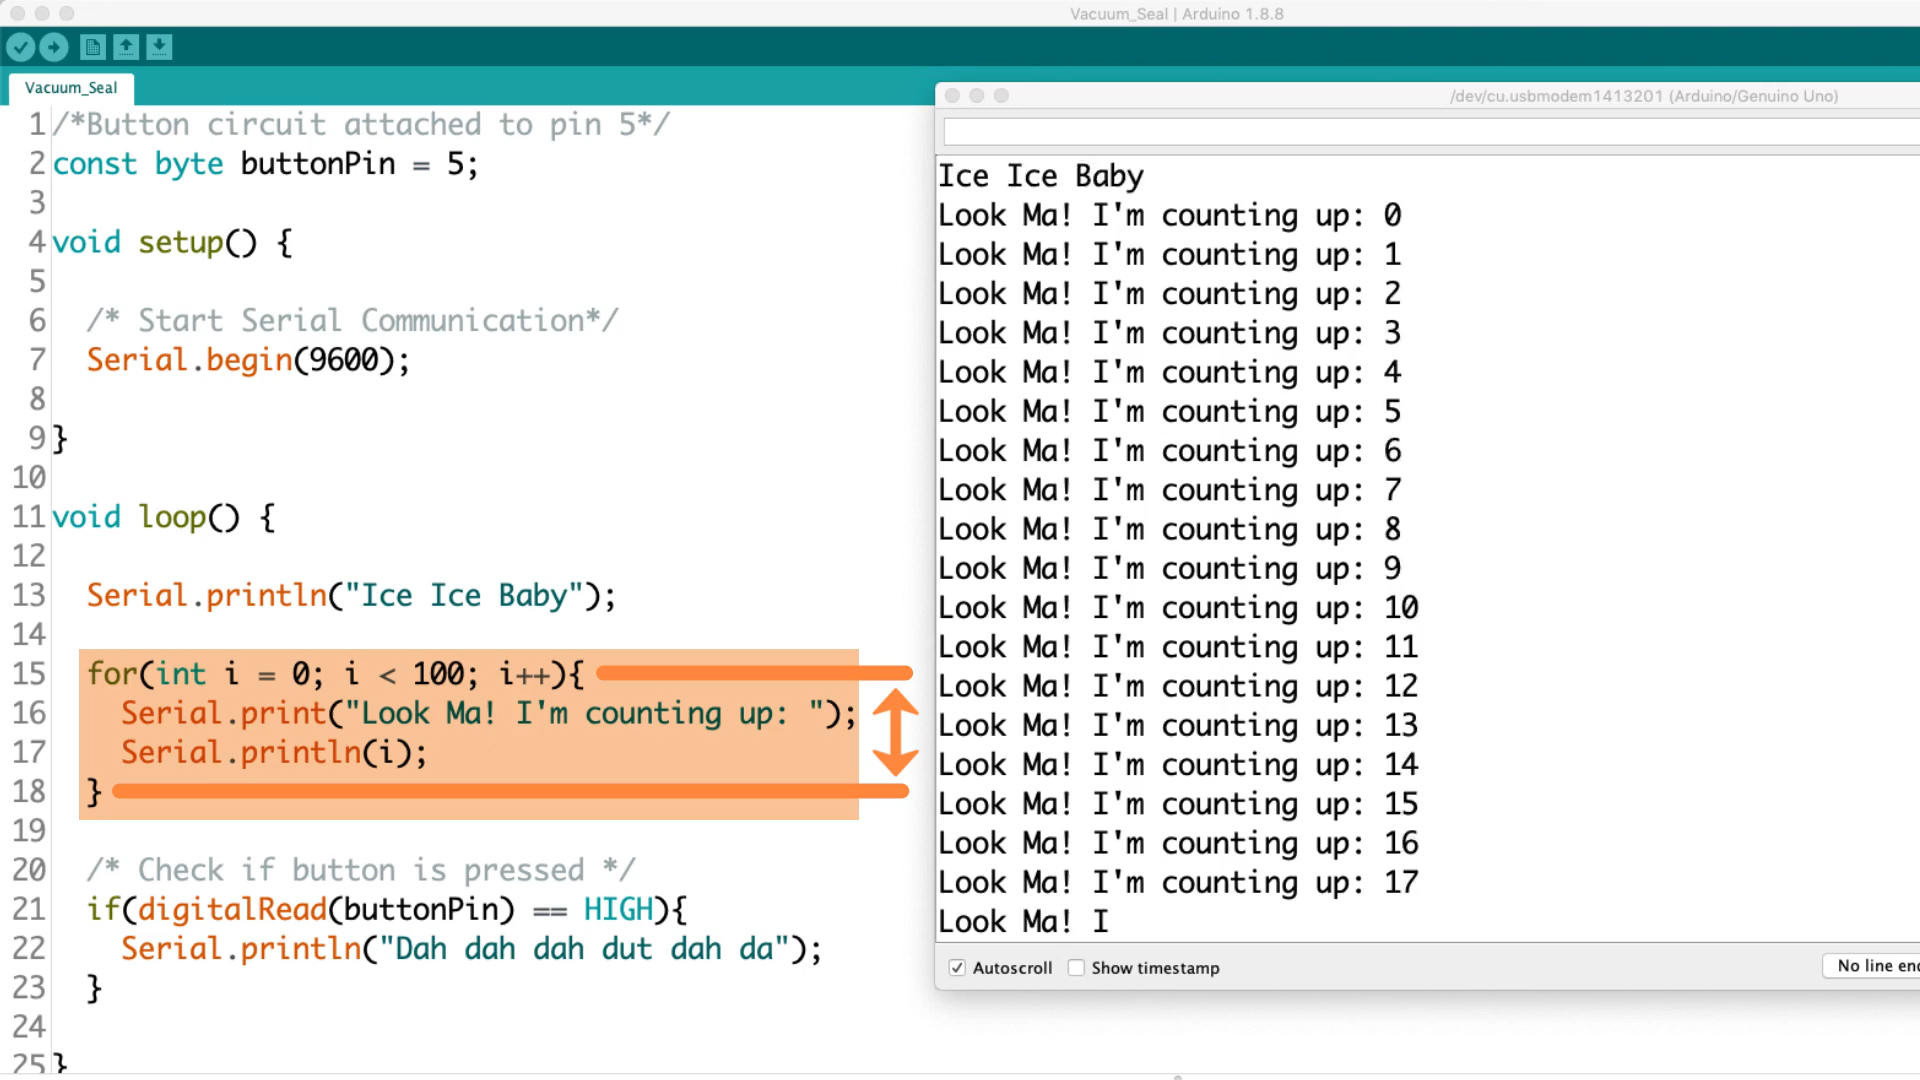 Vacuum_Seal | Arduino 1.8.8
Vacuum_Seal
1 /*Button circuit attached to pin 5*/
2 const byte buttonPin = 5;
3
4 void setup() {
5
6 /* Start Serial Communication*/
7 Serial.begin(9600);
8
9 }
10
11 void loop() {
12
13 Serial.println("Ice Ice Baby");
14
15 for(int i = 0; i < 100; i++){
16 Serial.print("Look Ma! I'm counting up: ");
17 Serial.println(i);
18 }
19
20 /* Check if button is pressed */
21 if(digitalRead(buttonPin) == HIGH){
22 Serial.println("Dah dah dah dut dah da");
23 }
24
25 }
/dev/cu.usbmodem1413201 (Arduino/Genuino Uno)
Ice Ice Baby
Look Ma! I'm counting up: 0
Look Ma! I'm counting up: 1
Look Ma! I'm counting up: 2
Look Ma! I'm counting up: 3
Look Ma! I'm counting up: 4
Look Ma! I'm counting up: 5
Look Ma! I'm counting up: 6
Look Ma! I'm counting up: 7
Look Ma! I'm counting up: 8
Look Ma! I'm counting up: 9
Look Ma! I'm counting up: 10
Look Ma! I'm counting up: 11
Look Ma! I'm counting up: 12
Look Ma! I'm counting up: 13
Look Ma! I'm counting up: 14
Look Ma! I'm counting up: 15
Look Ma! I'm counting up: 16
Look Ma! I'm counting up: 17
Look Ma! I
Autoscroll Show timestamp
No line en